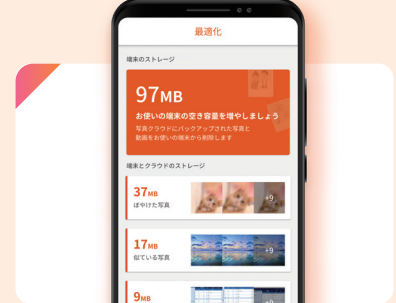 最適化
端末のストレージ
97MB
お使いの端末の空き容量を増やしましょう
写真クラウドにバックアップされた写真と
動画をお使いの端末から削除します
端末とクラウドのストレージ
37MB
ぼやけた写真
+9
17MB
似ている写真
+9
9MB
+9